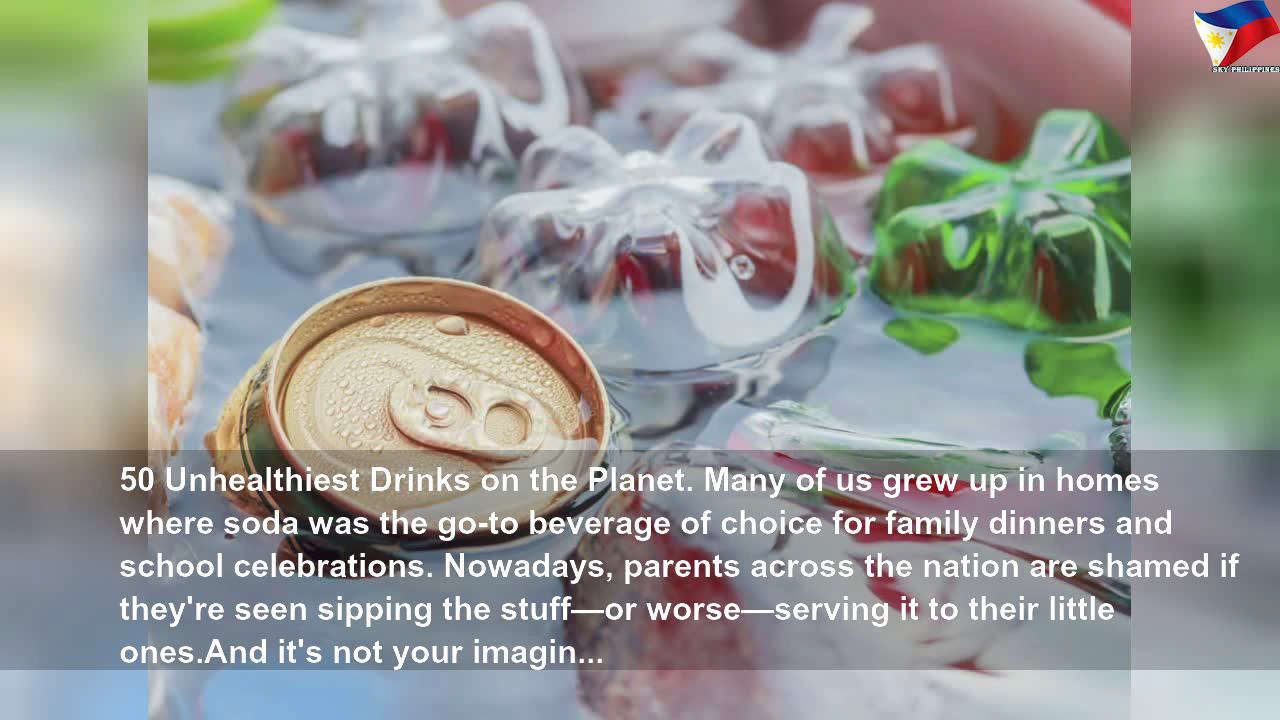 SKY PHILIPPINES
50 Unhealthiest Drinks on the Planet. Many of us grew up in homes
where soda was the go-to beverage of choice for family dinners and
school celebrations. Nowadays, parents across the nation are shamed if
they're seen sipping the stuff—or worse—serving it to their little
ones.And it's not your imagin...